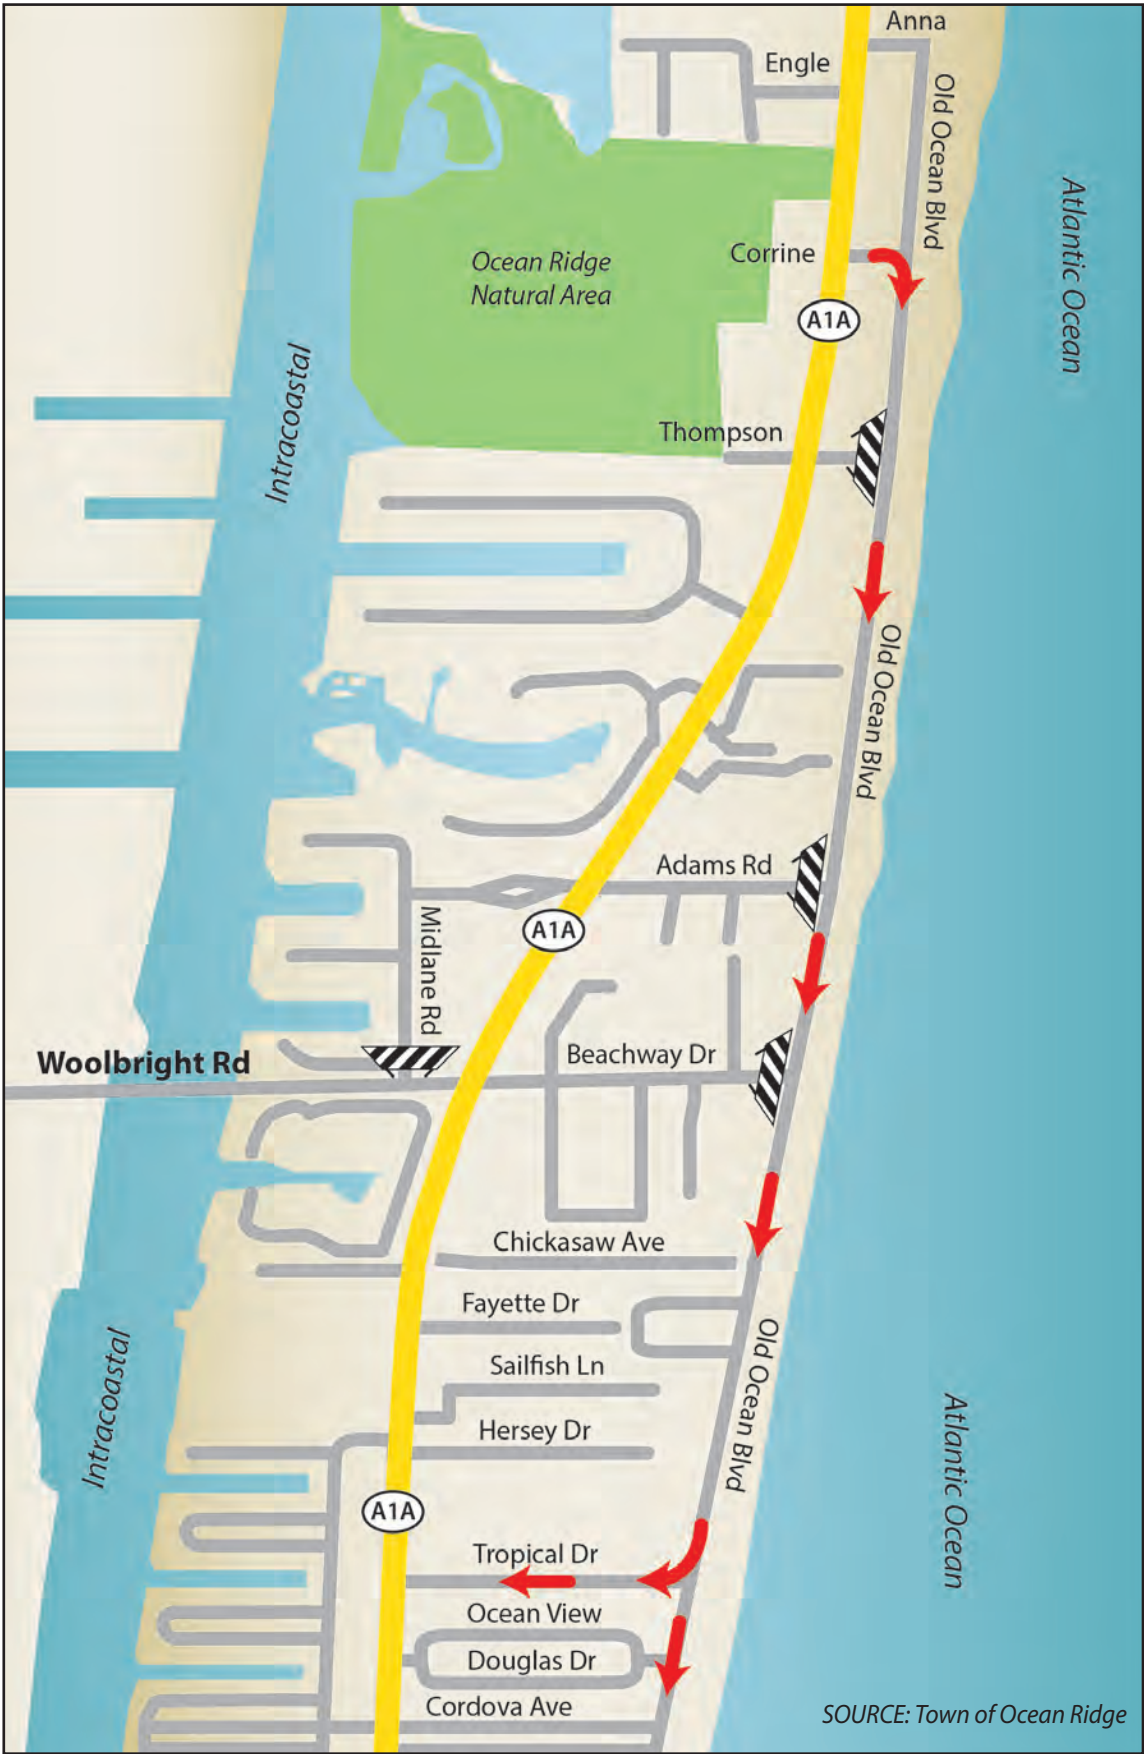 Anna
Engle
Old Ocean Blvd
Atlantic Ocean
Corrine
Ocean Ridge
Natural Area
A1A
Intracoastal
Thompson
Old Ocean Blvd
Adams Rd
Midlane Rd
A1A
Woolbright Rd
Beachway Dr
Chickasaw Ave
Fayette Dr
Old Ocean Blvd
Intracoastal
Sailfish Ln
Atlantic Ocean
Hersey Dr
A1A
Tropical Dr
Ocean View
Douglas Dr
Cordova Ave
SOURCE: Town of Ocean Ridge